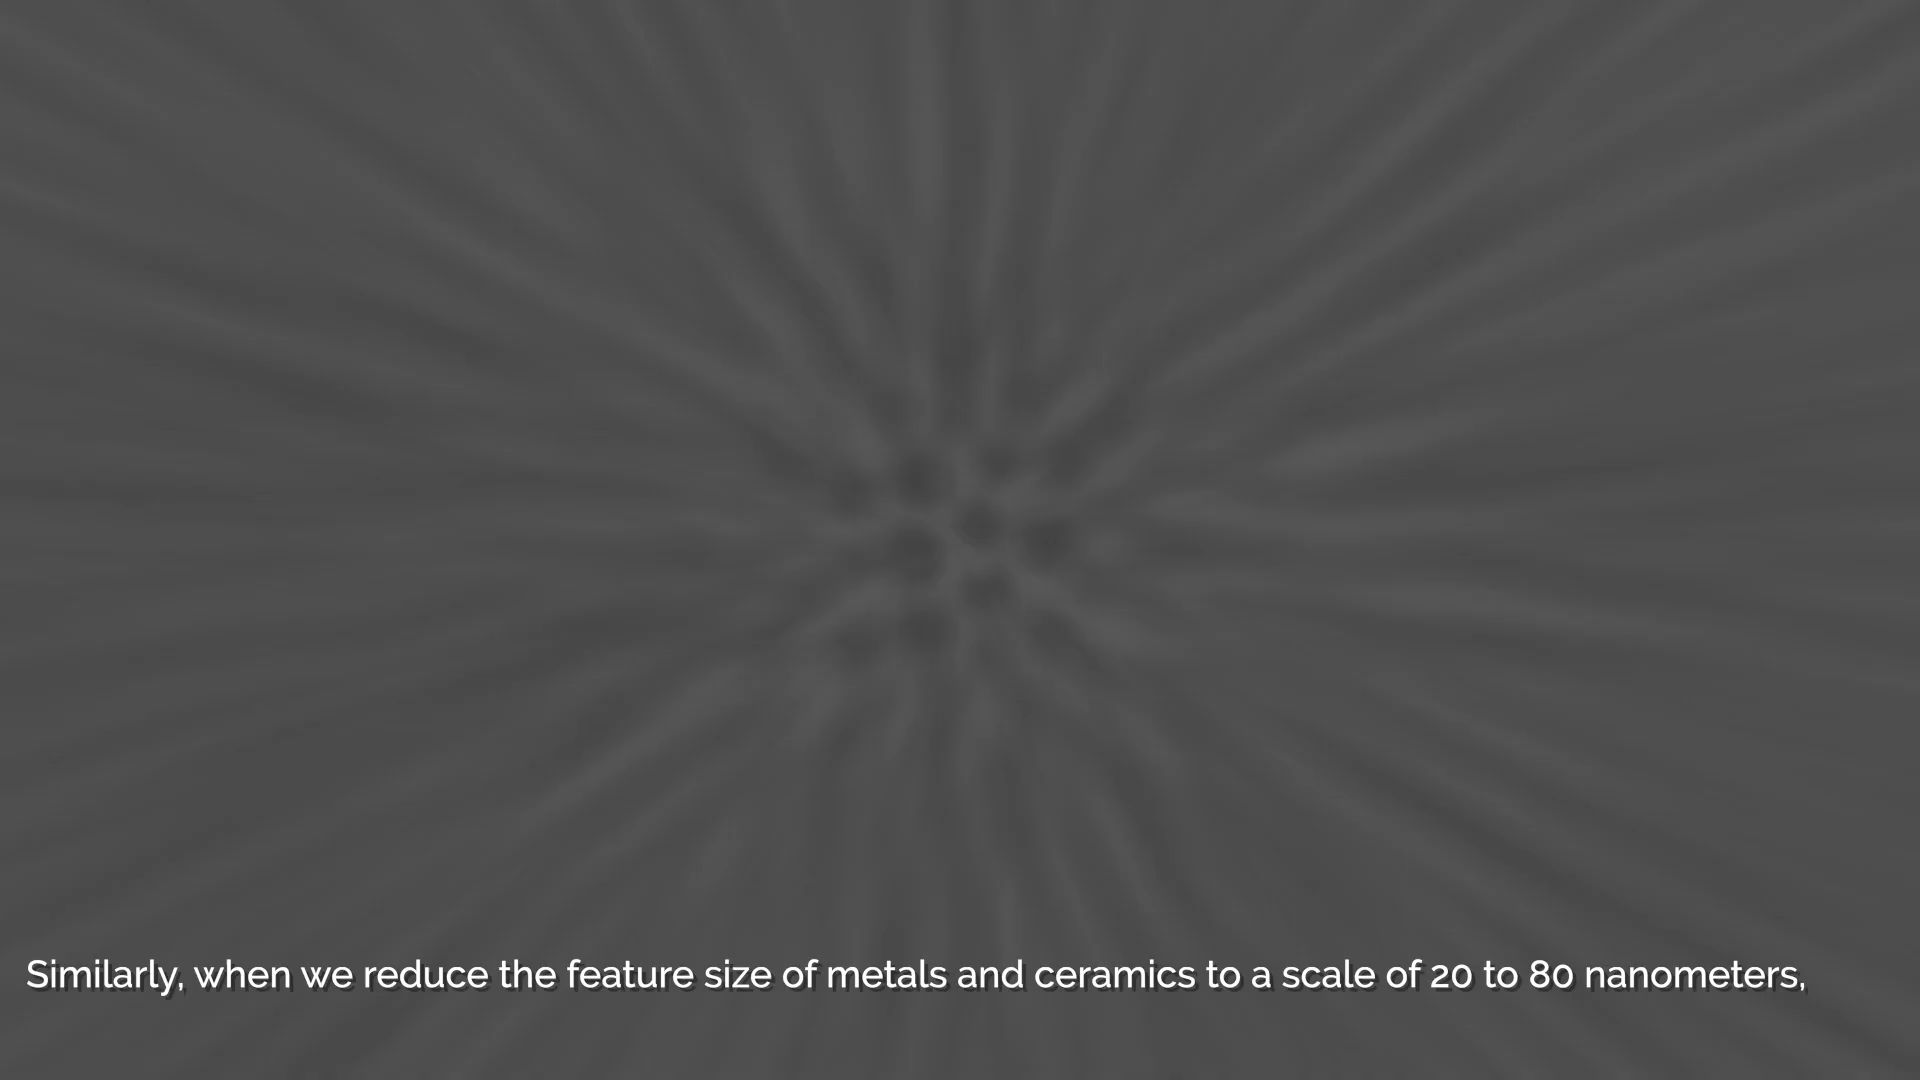 Similarly, when we reduce the feature size of metals and ceramics to a scale of 20 to 80 nanometers,